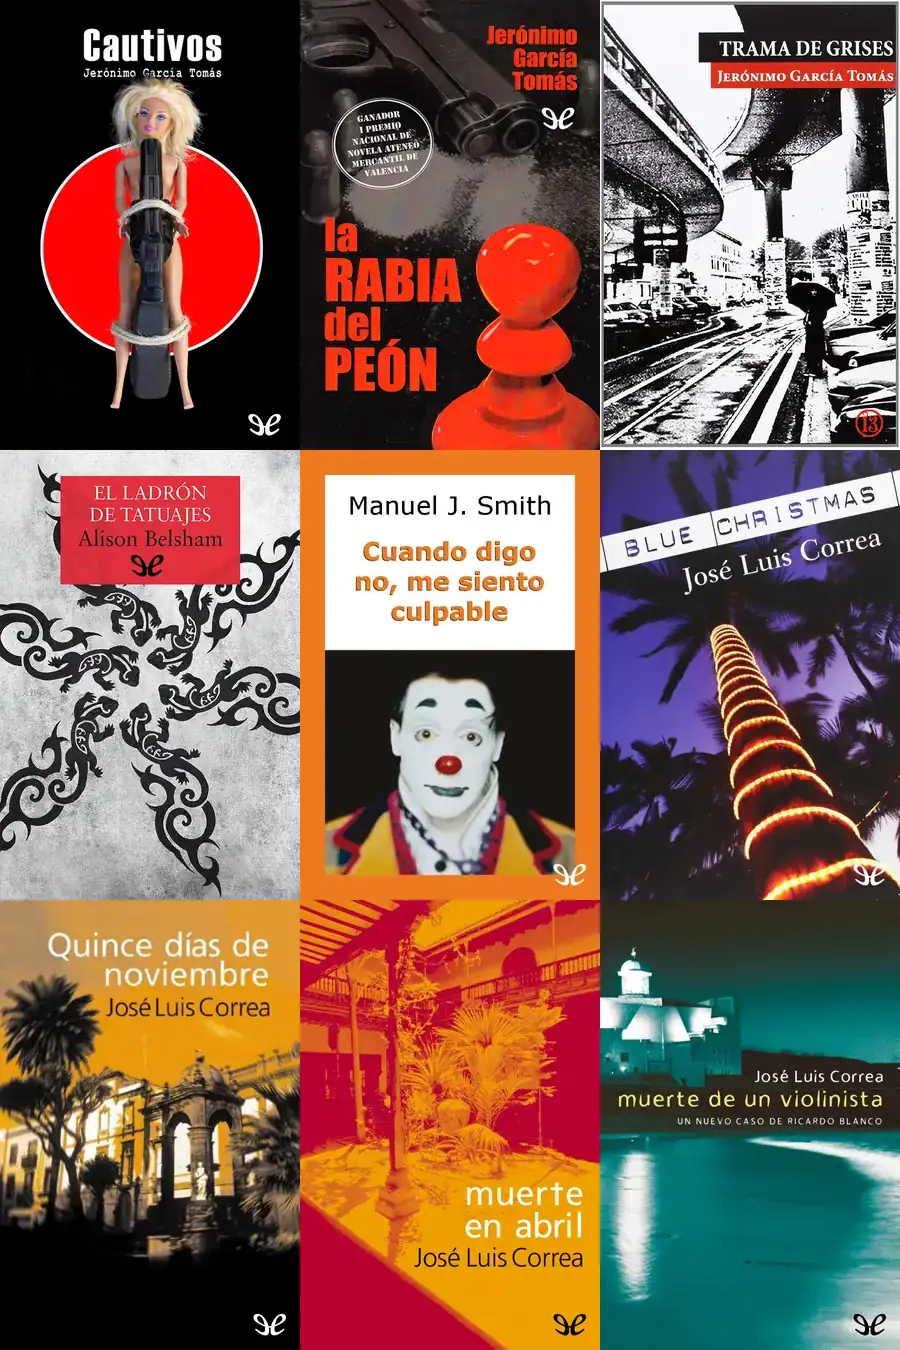 Cautivos
Jerónimo García Tomás
Jerónimo
García
Tomás
GANADOR
I PREMIO
NACIONAL DE
NOVELA ATENEO
MERCANTIL DE
VALENCIA
la
RABIA
del
PEÓN
TRAMA DE GRISES
JERÓNIMO GARCÍA TOMÁS
13
EL LADRÓN
DE TATUAJES
Alison Belsham
Manuel J. Smith
Cuando digo
no, me siento
culpable
BLUE CHRISTMAS
José Luis Correa
Quince días de
noviembre
José Luis Correa
muerte
en abril
José Luis Correa
José Luis Correa
muerte de un violinista
UN NUEVO CASO DE RICARDO BLANCO